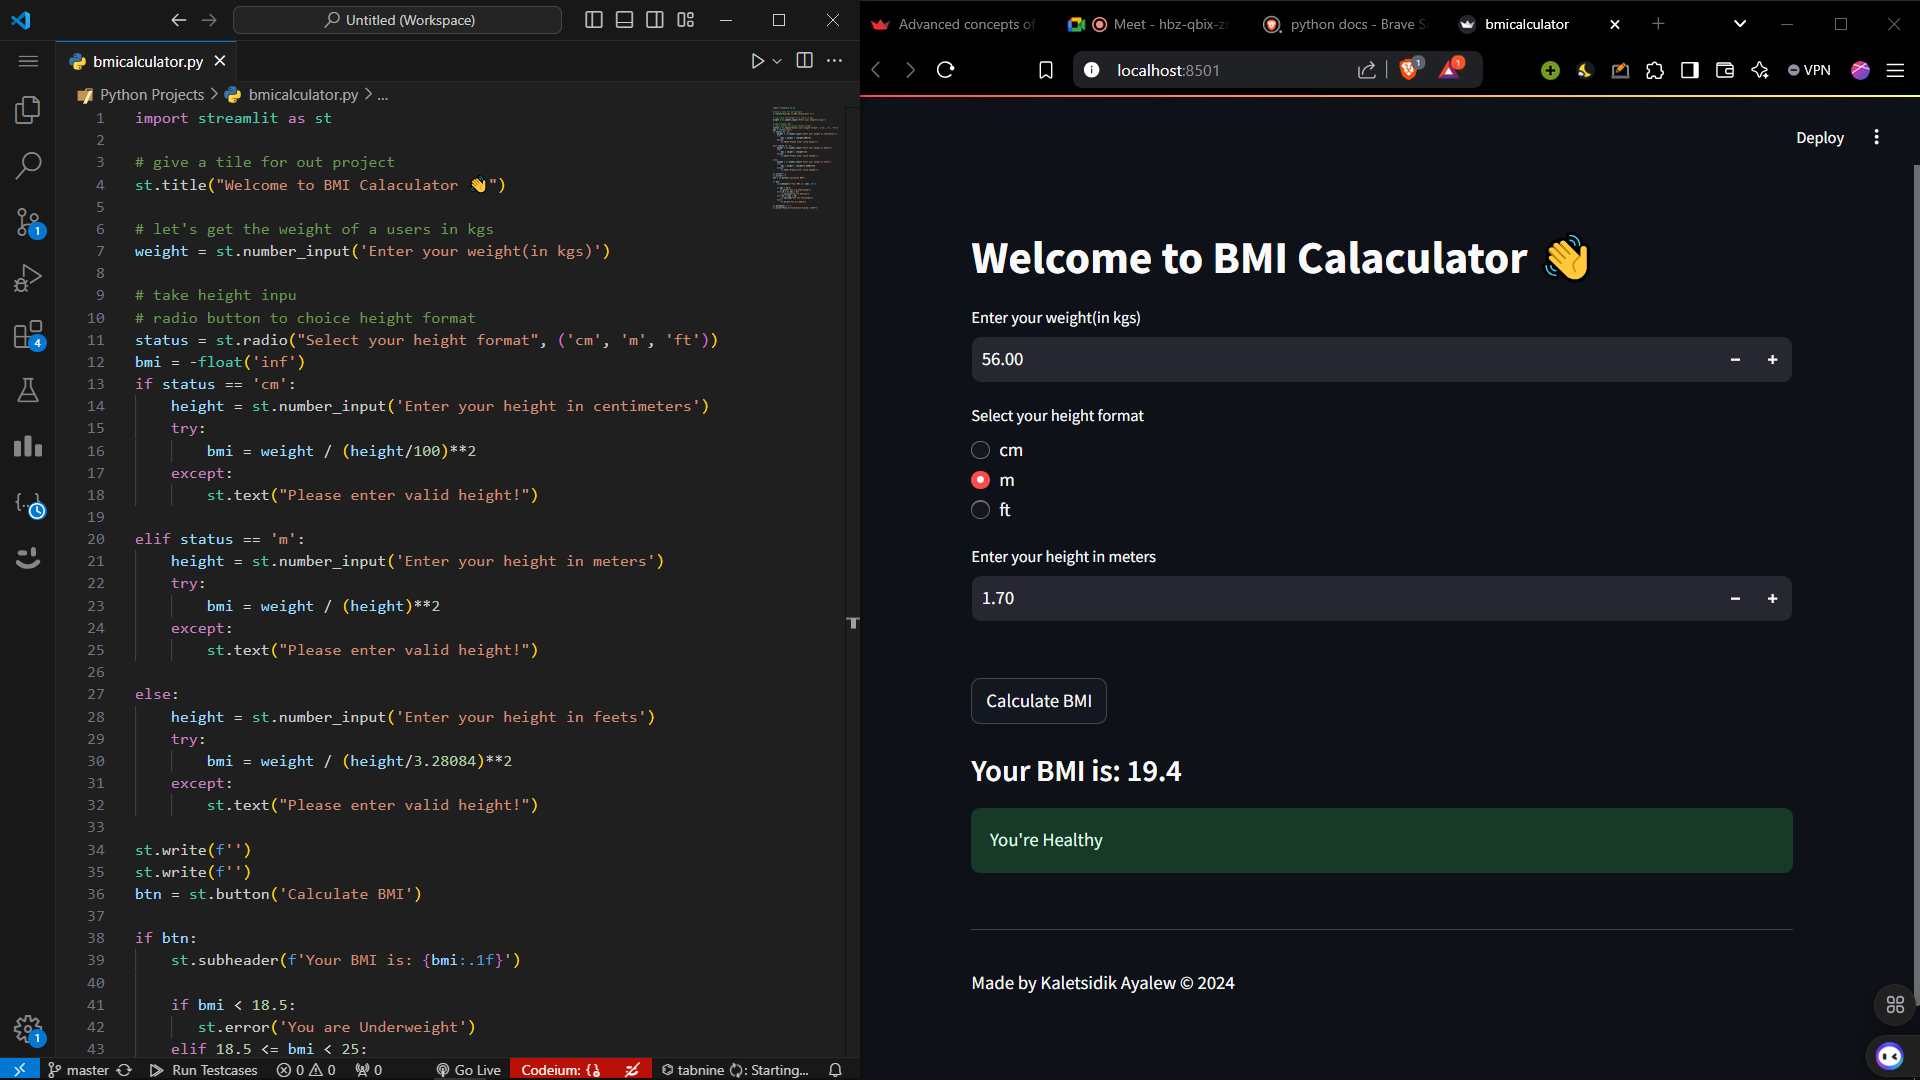 Untitled (Workspace)
bmicalculator.py
Python Projects > bmicalculator.py > ...
1 import streamlit as st
2
3 # give a tile for out project
4 st.title("Welcome to BMI Calaculator 👋")
5
6 # let's get the weight of a users in kgs
7 weight = st.number_input('Enter your weight(in kgs)')
8
9 # take height inpu
10 # radio button to choice height format
11 status = st.radio("Select your height format", ('cm', 'm', 'ft'))
12 bmi = -float('inf')
13 if status == 'cm':
14 height = st.number_input('Enter your height in centimeters')
15 try:
16 bmi = weight / (height/100)**2
17 except:
18 st.text("Please enter valid height!")
19
20 elif status == 'm':
21 height = st.number_input('Enter your height in meters')
22 try:
23 bmi = weight / (height)**2
24 except:
25 st.text("Please enter valid height!")
26
27 else:
28 height = st.number_input('Enter your height in feets')
29 try:
30 bmi = weight / (height/3.28084)**2
31 except:
32 st.text("Please enter valid height!")
33
34 st.write(f'')
35 st.write(f'')
36 btn = st.button('Calculate BMI')
37
38 if btn:
39 st.subheader(f'Your BMI is: {bmi:.1f}')
40
41 if bmi < 18.5:
42 st.error('You are Underweight')
43 elif 18.5 <= bmi < 25:
1
4
1
master Run Testcases 0 0 0 Go Live Codeium: {} tabnine : Starting...
Advanced concepts of
Meet - hbz-qbix-z
python docs - Brave S
bmicalculator
localhost:8501
1
1
VPN
Deploy
Welcome to BMI Calaculator 👋
Enter your weight(in kgs)
56.00 − +
Select your height format
cm
m
ft
Enter your height in meters
1.70 − +
Calculate BMI
Your BMI is: 19.4
You're Healthy
Made by Kaletsidik Ayalew © 2024